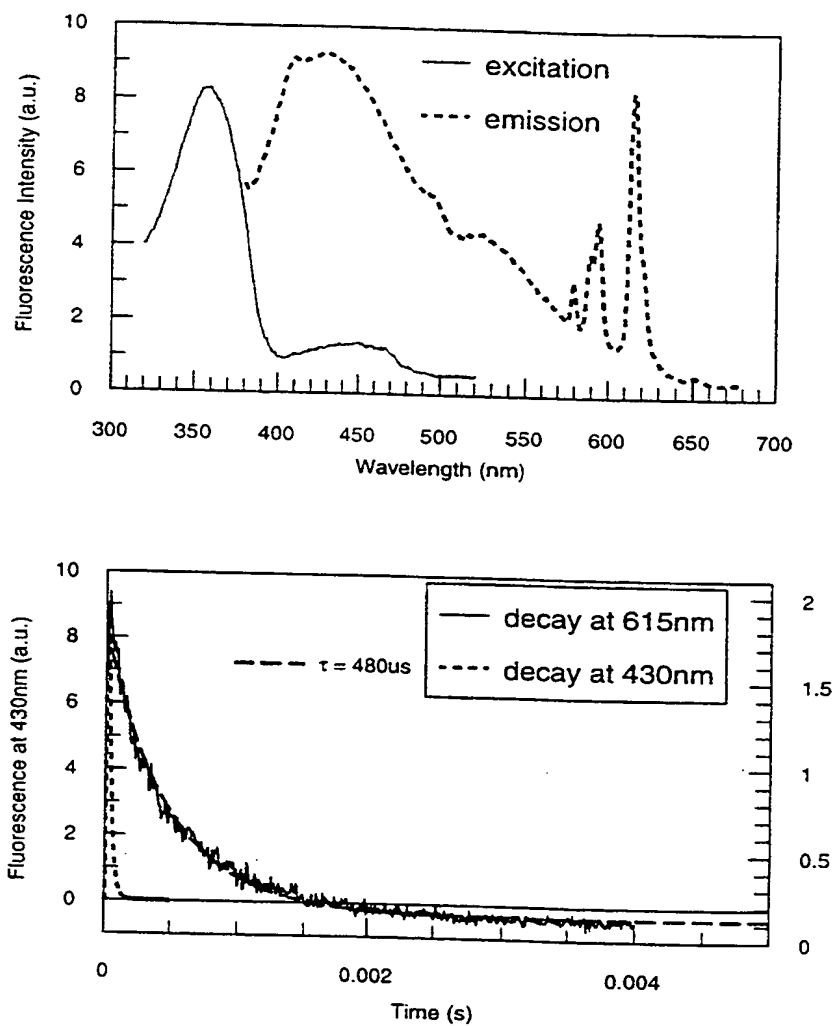 10
8
6
4
2
0
Fluorescence Intensity (a.u.)
excitation
emission
300 350 400 450 500 550 600 650 700
Wavelength (nm)
10
8
6
4
2
0
Fluorescence at 430nm (a.u.)
decay at 615nm
τ = 480us
decay at 430nm
2
1.5
1
0.5
0
0 0.002 0.004
Time (s)